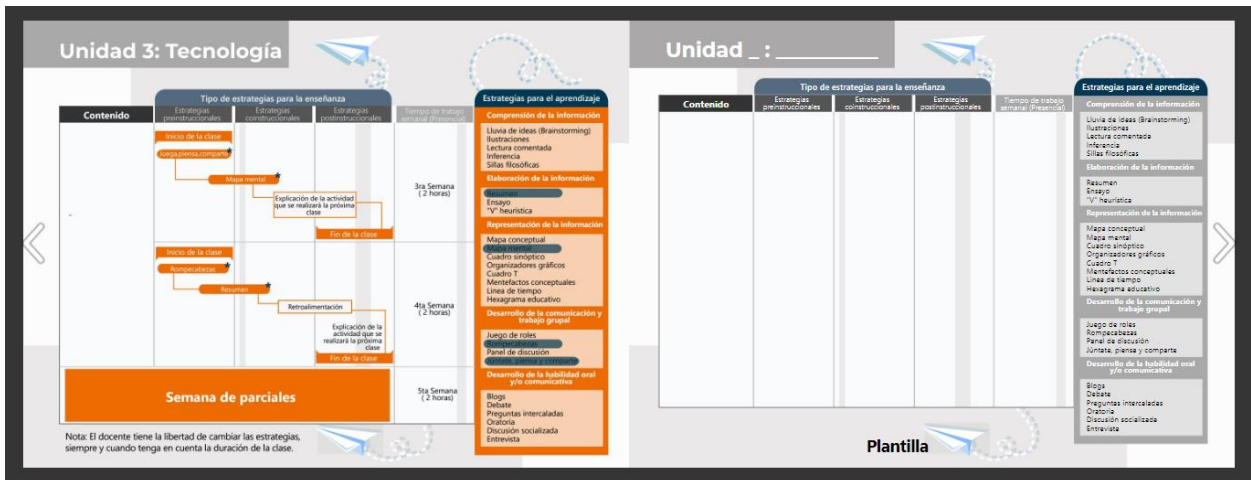 Unidad 3: Tecnología
Tipo de estrategias para la enseñanza
Contenido
Estrategias
preinstruccionales
Estrategias
coinstruccionales
Estrategias
postinstruccionales
Tiempo de trabajo
semanal (Presencial)
Inicio de la clase
Juega,piensa,comparte
Mapa mental
Explicación de la actividad
que se realizará la próxima
clase
Fin de la clase
3ra Semana
( 2 horas)
Inicio de la clase
Rompecabezas
Resumen
Retroalimentación
Explicación de la
actividad que se
realizará la próxima
clase
Fin de la clase
4ta Semana
( 2 horas)
Semana de parciales
5ta Semana
( 2 horas)
Nota: El docente tiene la libertad de cambiar las estrategias,
siempre y cuando tenga en cuenta la duración de la clase.
Estrategias para el aprendizaje
Comprensión de la información
Lluvia de ideas (Brainstorming)
Ilustraciones
Lectura comentada
Inferencia
Sillas filosóficas
Elaboración de la información
Resumen
Ensayo
"V" heurística
Representación de la información
Mapa conceptual
Mapa mental
Cuadro sinóptico
Organizadores gráficos
Cuadro T
Mentefactos conceptuales
Linea de tiempo
Hexagrama educativo
Desarrollo de la comunicación y
trabajo grupal
Juego de roles
Rompecabezas
Panel de discusión
Júntate, piensa y comparte
Desarrollo de la habilidad oral
y/o comunicativa
Blogs
Debate
Preguntas intercaladas
Oratoria
Discusión socializada
Entrevista
Unidad _ : __________
Tipo de estrategias para la enseñanza
Contenido
Estrategias
preinstruccionales
Estrategias
coinstruccionales
Estrategias
postinstruccionales
Tiempo de trabajo
semanal (Presencial)
Plantilla
Estrategias para el aprendizaje
Comprensión de la información
Lluvia de ideas (Brainstorming)
Ilustraciones
Lectura comentada
Inferencia
Sillas filosóficas
Elaboración de la información
Resumen
Ensayo
"V" heurística
Representación de la información
Mapa conceptual
Mapa mental
Cuadro sinóptico
Organizadores gráficos
Cuadro T
Mentefactos conceptuales
Linea de tiempo
Hexagrama educativo
Desarrollo de la comunicación y
trabajo grupal
Juego de roles
Rompecabezas
Panel de discusión
Júntate, piensa y comparte
Desarrollo de la habilidad oral
y/o comunicativa
Blogs
Debate
Preguntas intercaladas
Oratoria
Discusión socializada
Entrevista